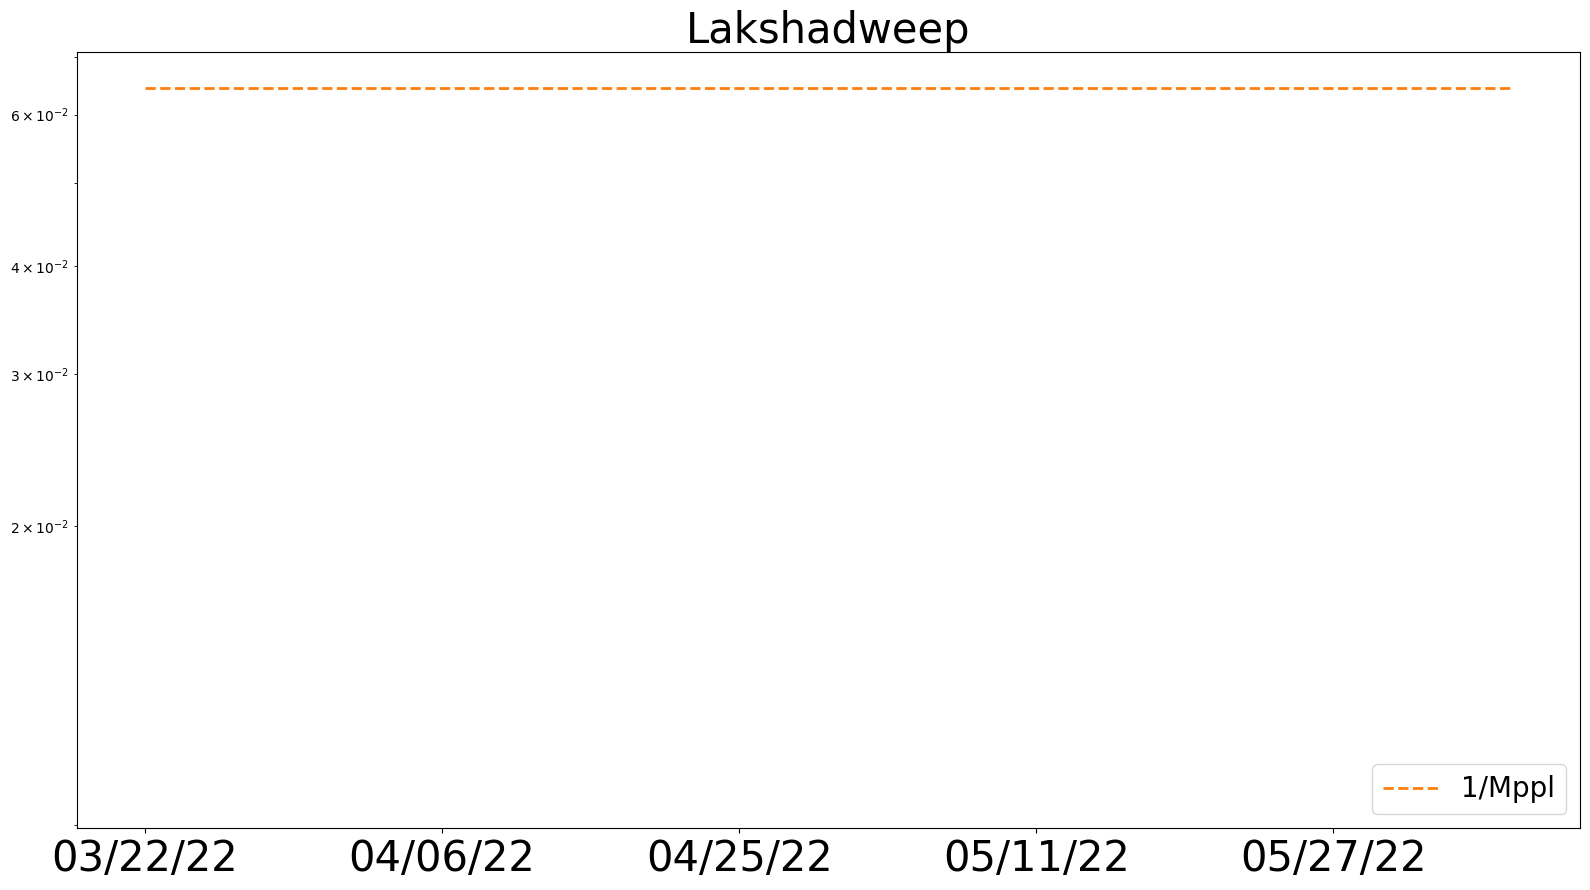 Lakshadweep
6 × 10⁻²
4 × 10⁻²
3 × 10⁻²
2 × 10⁻²
1/Mppl
03/22/22 04/06/22 04/25/22 05/11/22 05/27/22